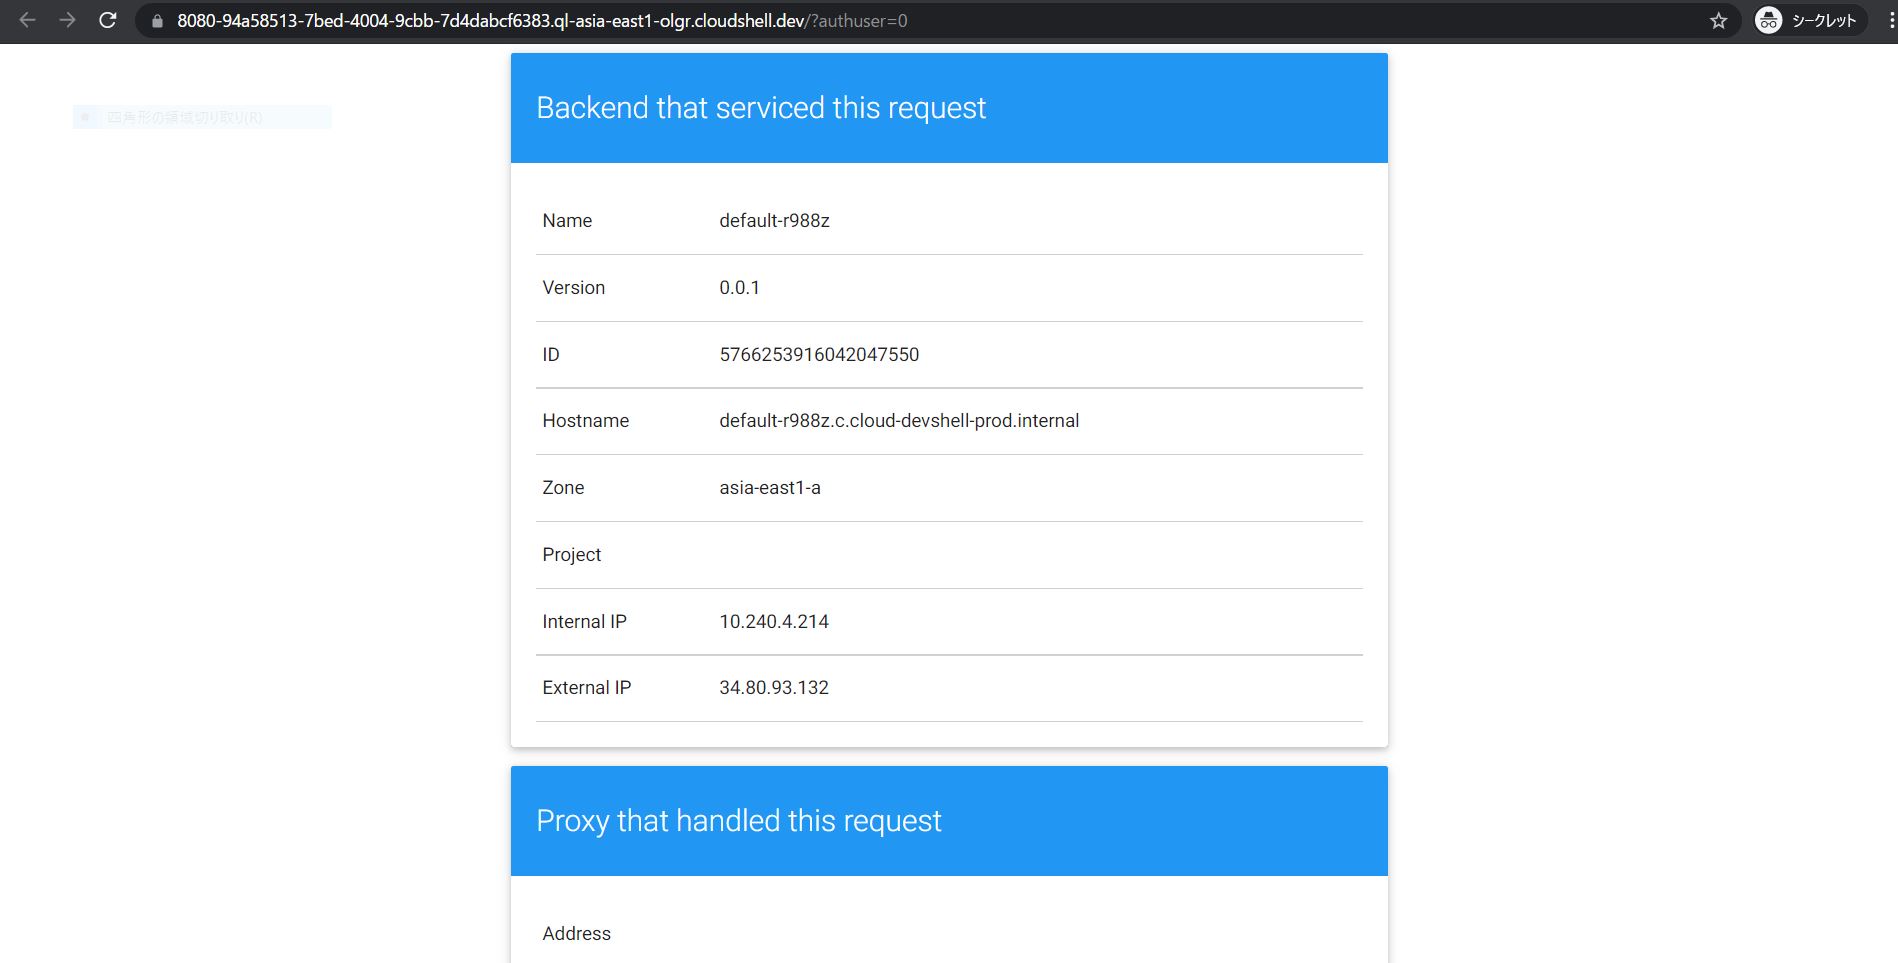 8080-94a58513-7bed-4004-9cbb-7d4dabcf6383.ql-asia-east1-olgr.cloudshell.dev/?authuser=0
シークレット
四角形の領域切り取り(R)
Backend that serviced this request
Name default-r988z
Version 0.0.1
ID 5766253916042047550
Hostname default-r988z.c.cloud-devshell-prod.internal
Zone asia-east1-a
Project
Internal IP 10.240.4.214
External IP 34.80.93.132
Proxy that handled this request
Address